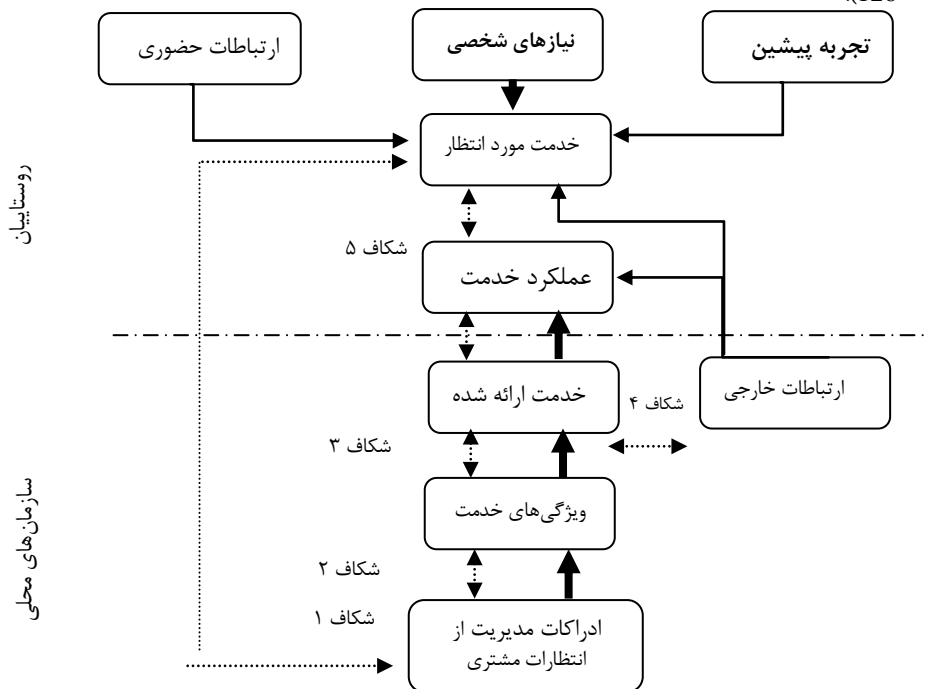 تجربه پیشین
نیازهای شخصی
ارتباطات حضوری
خدمت مورد انتظار
روستاییان
شکاف ۵
عملکرد خدمت
ارتباطات خارجی
شکاف ۴
خدمت ارائه شده
شکاف ۳
ویژگی‌های خدمت
سازمان‌های محلی
شکاف ۲
شکاف ۱
ادراکات مدیریت از
انتظارات مشتری